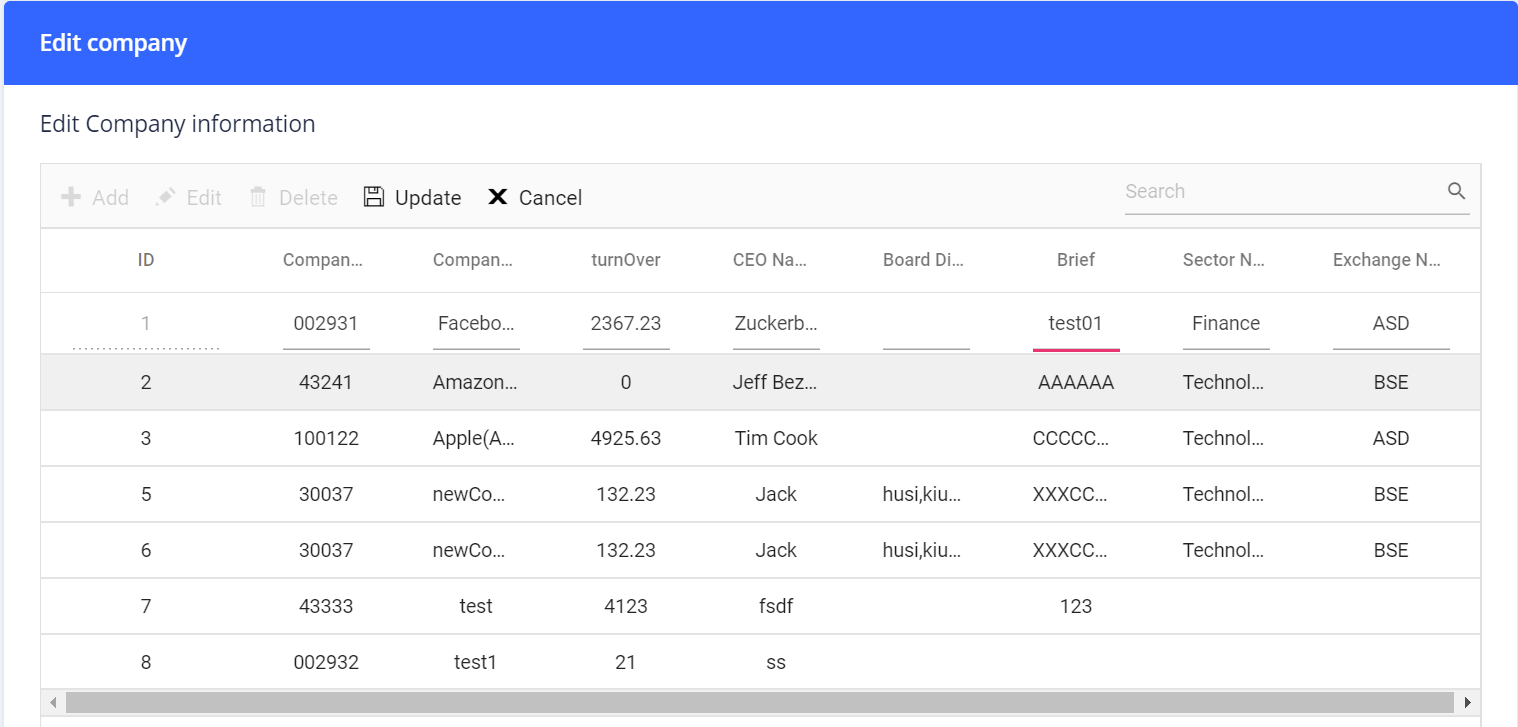 Edit company
Edit Company information
Add Edit Delete Update Cancel Search
ID Compan... Compan... turnOver CEO Na... Board Di... Brief Sector N... Exchange N...
1 002931 Facebo... 2367.23 Zuckerb... test01 Finance ASD
2 43241 Amazon... 0 Jeff Bez... AAAAAA Technol... BSE
3 100122 Apple(A... 4925.63 Tim Cook CCCCC... Technol... ASD
5 30037 newCo... 132.23 Jack husi,kiu... XXXCC... Technol... BSE
6 30037 newCo... 132.23 Jack husi,kiu... XXXCC... Technol... BSE
7 43333 test 4123 fsdf 123
8 002932 test1 21 ss